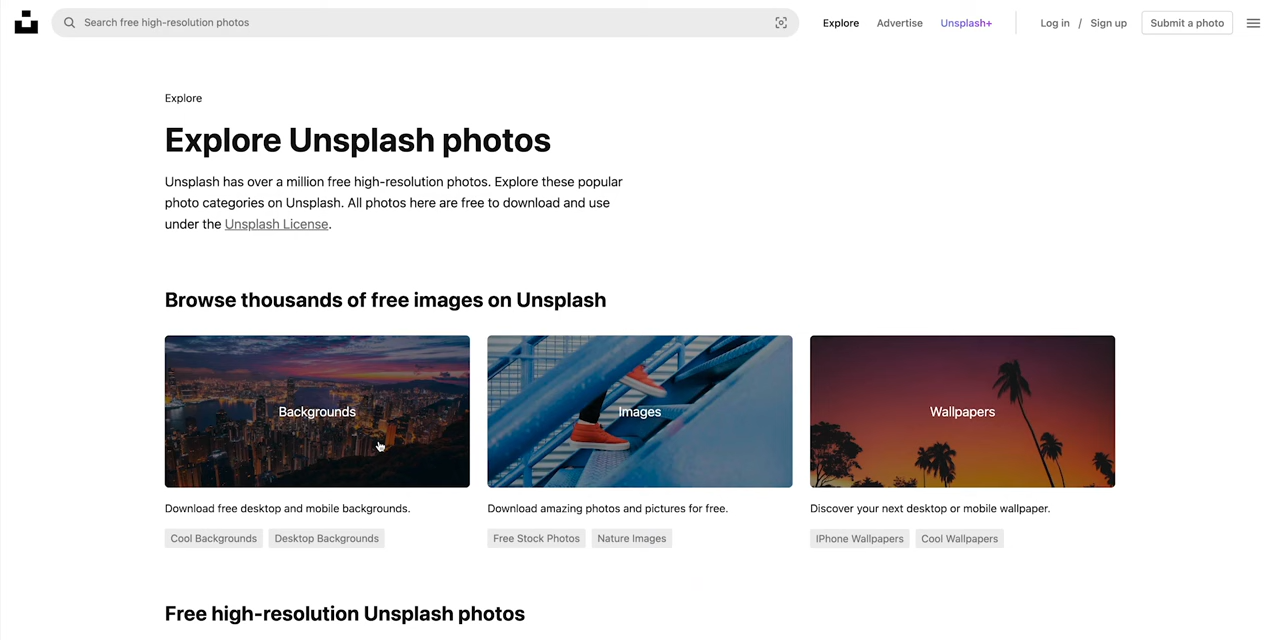 Search free high-resolution photos
Explore
Advertise
Unsplash+
Log in / Sign up
Submit a photo
Explore
Explore Unsplash photos
Unsplash has over a million free high-resolution photos. Explore these popular
photo categories on Unsplash. All photos here are free to download and use
under the Unsplash License.
Browse thousands of free images on Unsplash
Backgrounds
Images
Wallpapers
Download free desktop and mobile backgrounds.
Download amazing photos and pictures for free.
Discover your next desktop or mobile wallpaper.
Cool Backgrounds
Desktop Backgrounds
Free Stock Photos
Nature Images
IPhone Wallpapers
Cool Wallpapers
Free high-resolution Unsplash photos